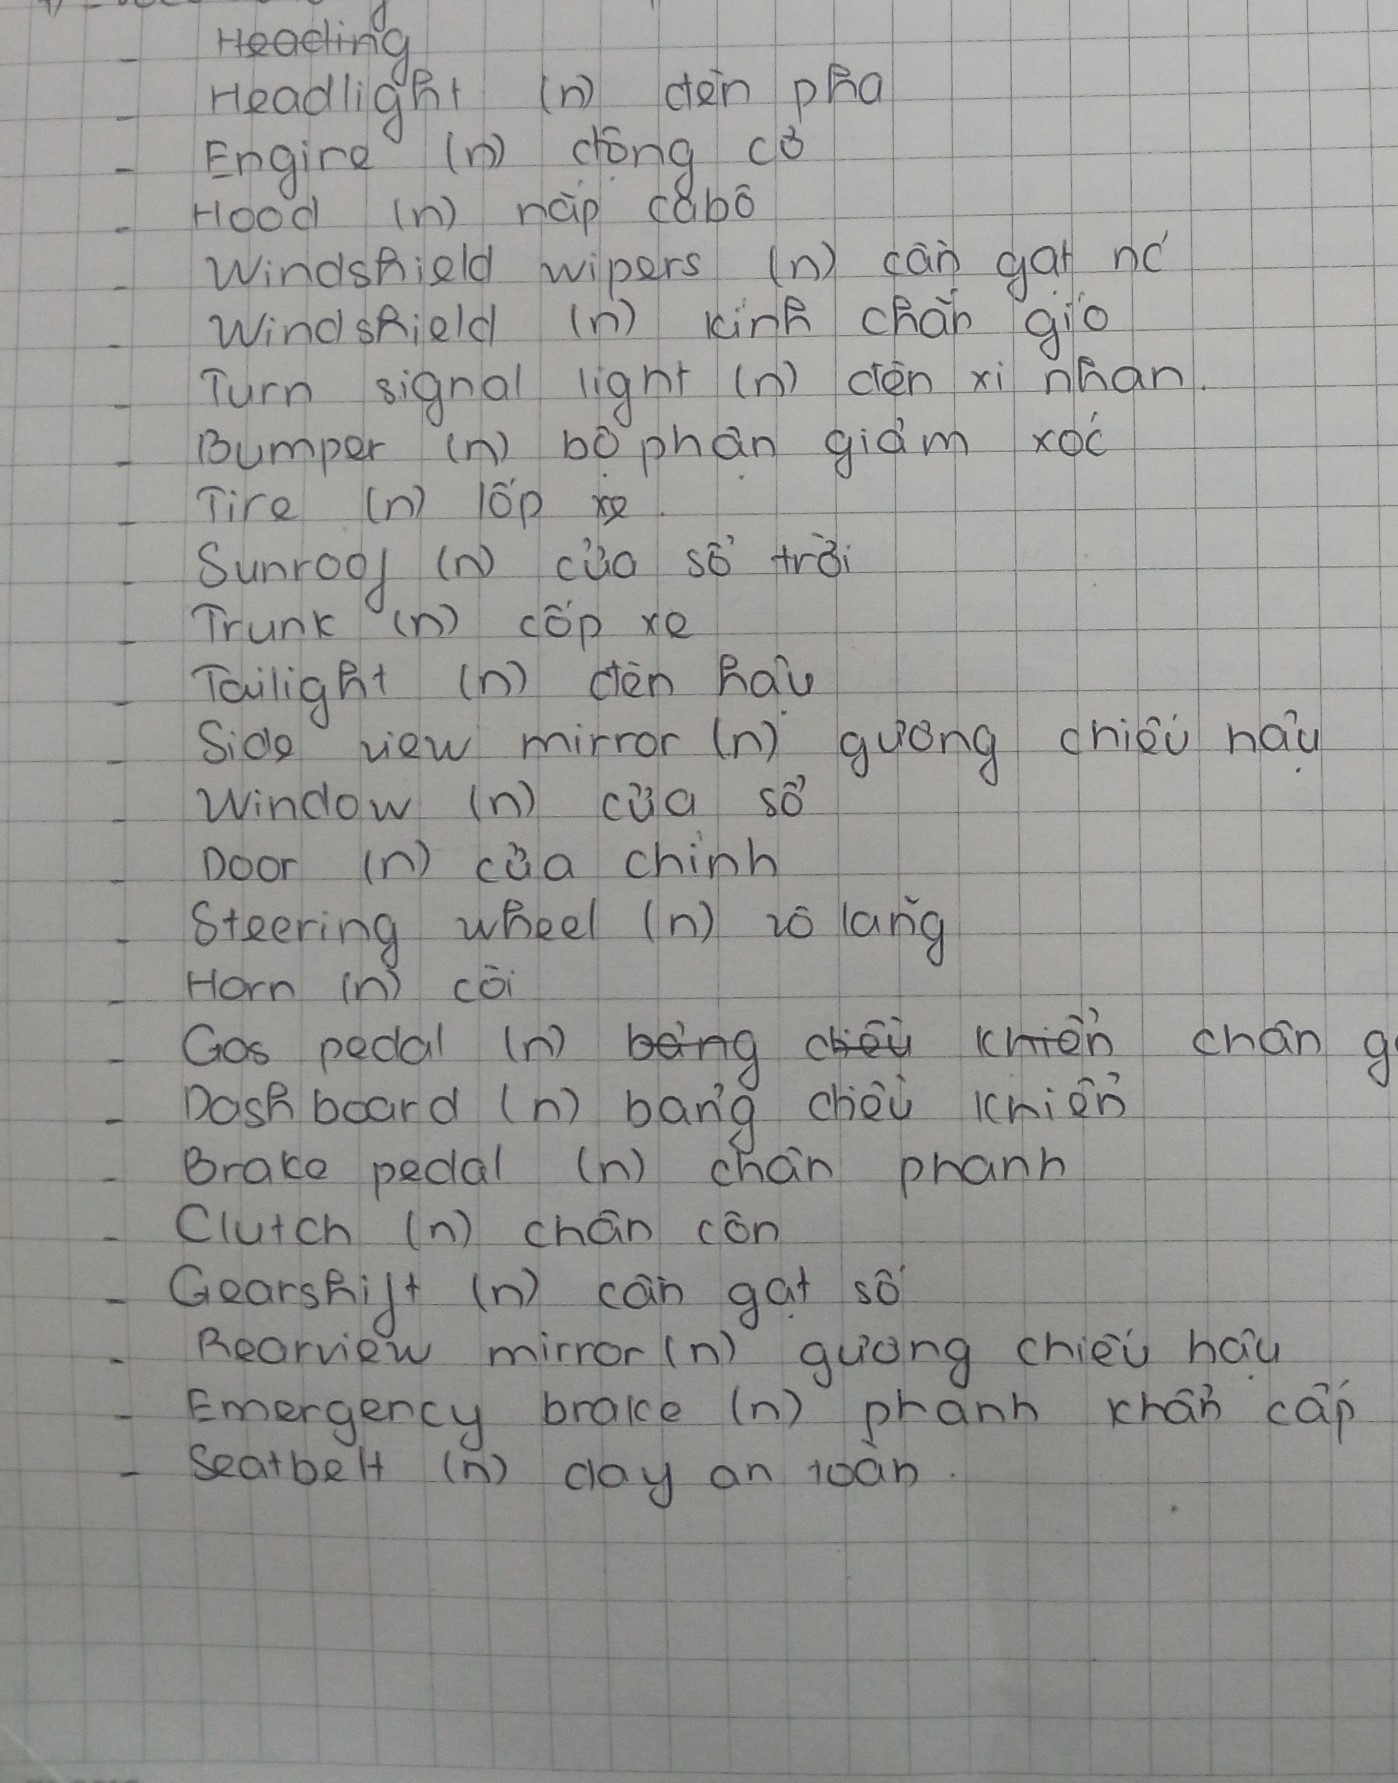 - Heading
- Headlight (n) đèn pha
- Engine (n) động cơ
- Hood (n) nắp cabô
- Windshield wipers (n) cần gạt nc
- Windshield (n) kính chắn gió
- Turn signal light (n) đèn xi nhan.
- Bumper (n) bộ phận giảm xóc
- Tire (n) lốp xe.
- Sunroof (n) cửa sổ trời
- Trunk (n) cốp xe
- Tailight (n) đèn hậu
- Side view mirror (n) gương chiếu hậu
- Window (n) cửa sổ
- Door (n) cửa chính
- Steering wheel (n) vô lăng
- Horn (n) còi
- Gas pedal (n) bảng điều khiển chân
- Dashboard (n) bảng điều khiển
- Brake pedal (n) chân phanh
- Clutch (n) chân côn
- Gearshift (n) cần gạt số
- Rearview mirror (n) gương chiếu hậu
- Emergency brake (n) phanh khẩn cấp
- Seatbelt (n) day an toàn.